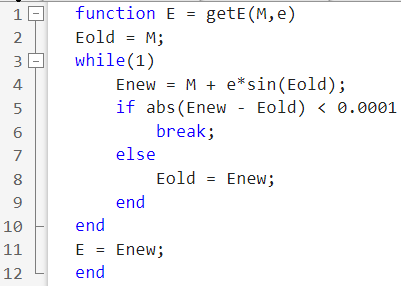 1 function E = getE(M,e)
2 Eold = M;
3 while(1)
4 Enew = M + e*sin(Eold);
5 if abs(Enew - Eold) < 0.0001
6 break;
7 else
8 Eold = Enew;
9 end
10 end
11 E = Enew;
12 end